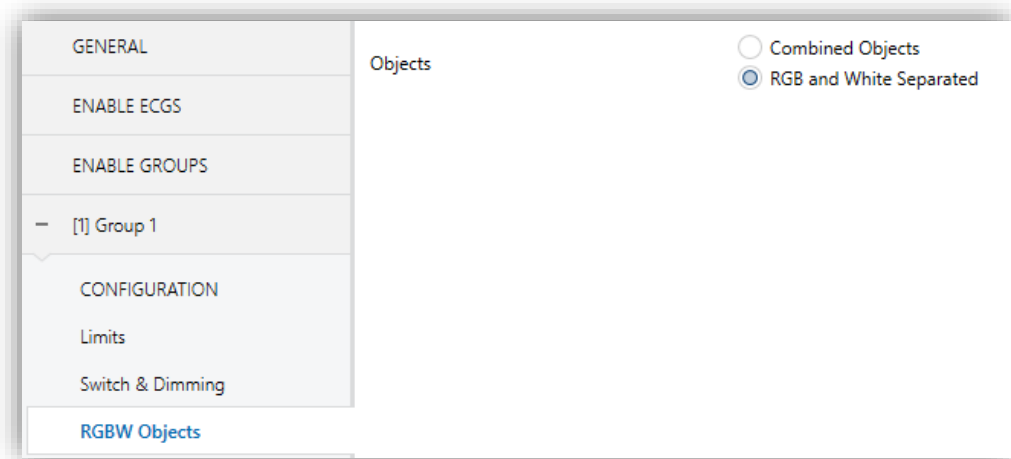 GENERAL
ENABLE ECGS
ENABLE GROUPS
− [1] Group 1
CONFIGURATION
Limits
Switch & Dimming
RGBW Objects
Objects
Combined Objects
RGB and White Separated